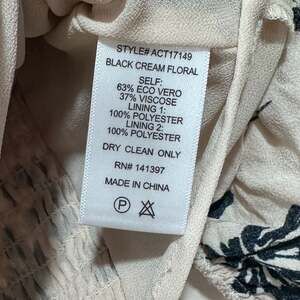 STYLE# ACT17149
BLACK CREAM FLORAL
SELF:
63% ECO VERO
37% VISCOSE
LINING 1:
100% POLYESTER
LINING 2:
100% POLYESTER
DRY CLEAN ONLY
RN# 141397
MADE IN CHINA
P